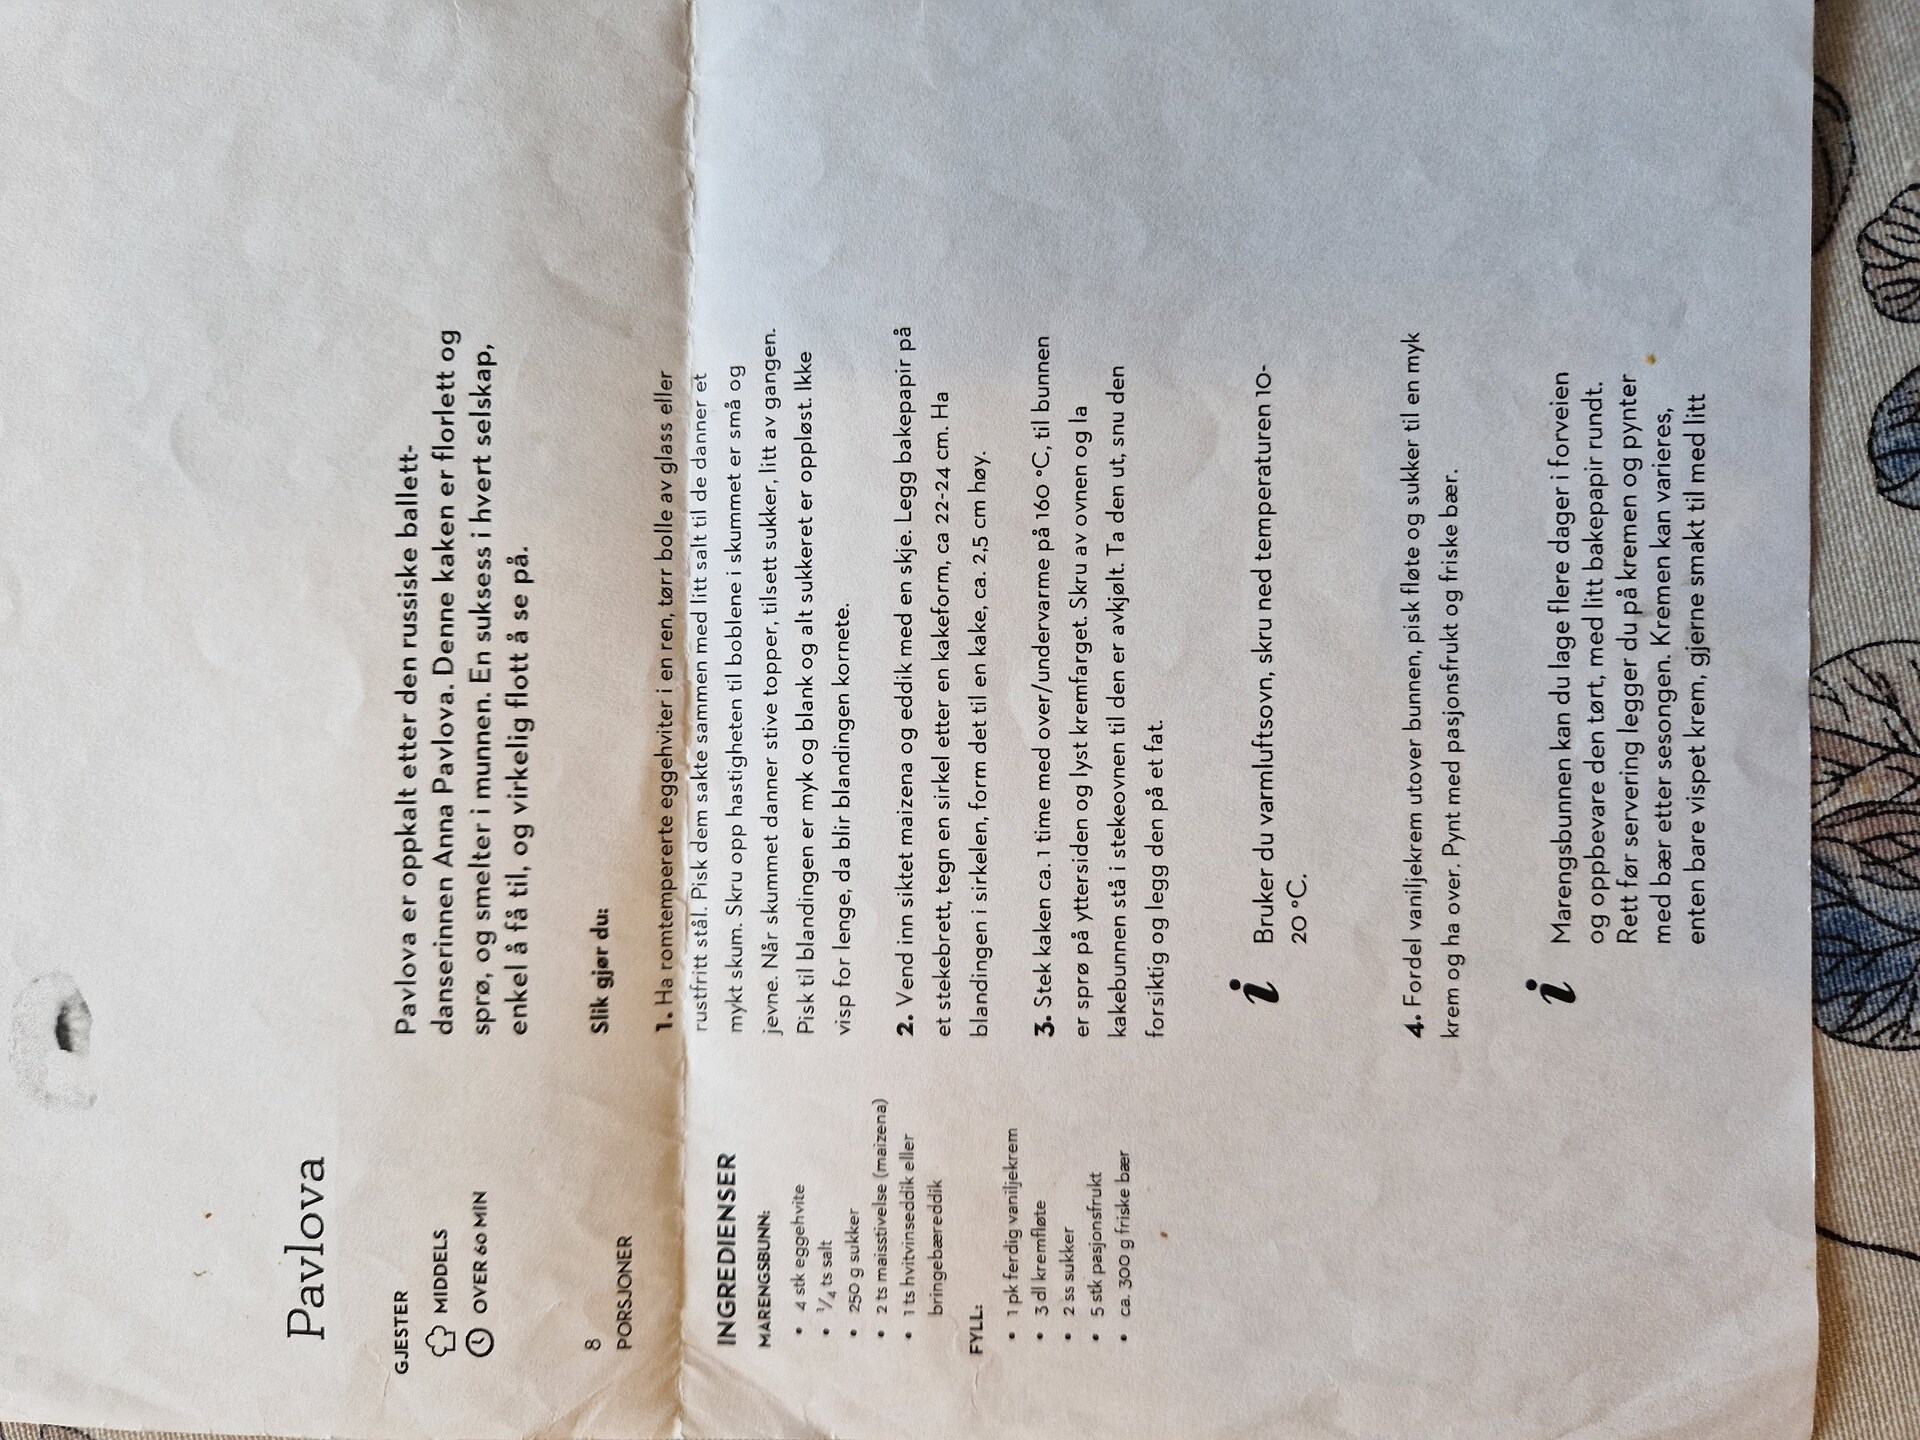 Pavlova
GJESTER
MIDDELS
OVER 60 MIN
8
PORSJONER
INGREDIENSER
MARENGSBUNN:
• 4 stk eggehvite
• 1/4 ts salt
• 250 g sukker
• 2 ts maisstivelse (maizena)
• 1 ts hvitvinseddik eller
bringebæreddik
FYLL:
• 1 pk ferdig vaniljekrem
• 3 dl kremfløte
• 2 ss sukker
• 5 stk pasjonsfrukt
• ca. 300 g friske bær
Pavlova er oppkalt etter den russiske ballett-
danserinnen Anna Pavlova. Denne kaken er florlett og
sprø, og smelter i munnen. En suksess i hvert selskap,
enkel å få til, og virkelig flott å se på.
Slik gjør du:
1. Ha romtempererte eggehviter i en ren, tørr bolle av glass eller
rustfritt stål. Pisk dem sakte sammen med litt salt til de danner et
mykt skum. Skru opp hastigheten til boblene i skummet er små og
jevne. Når skummet danner stive topper, tilsett sukker, litt av gangen.
Pisk til blandingen er myk og blank og alt sukkeret er oppløst. Ikke
visp for lenge, da blir blandingen kornete.
2. Vend inn siktet maizena og eddik med en skje. Legg bakepapir på
et stekebrett, tegn en sirkel etter en kakeform, ca 22-24 cm. Ha
blandingen i sirkelen, form det til en kake, ca. 2,5 cm høy.
3. Stek kaken ca. 1 time med over/undervarme på 160 °C, til bunnen
er sprø på yttersiden og lyst kremfarget. Skru av ovnen og la
kakebunnen stå i stekeovnen til den er avkjølt. Ta den ut, snu den
forsiktig og legg den på et fat.
i Bruker du varmluftsovn, skru ned temperaturen 10-
20 °C.
4. Fordel vaniljekrem utover bunnen, pisk fløte og sukker til en myk
krem og ha over. Pynt med pasjonsfrukt og friske bær.
i Marengsbunnen kan du lage flere dager i forveien
og oppbevare den tørt, med litt bakepapir rundt.
Rett før servering legger du på kremen og pynter
med bær etter sesongen. Kremen kan varieres,
enten bare vispet krem, gjerne smakt til med litt